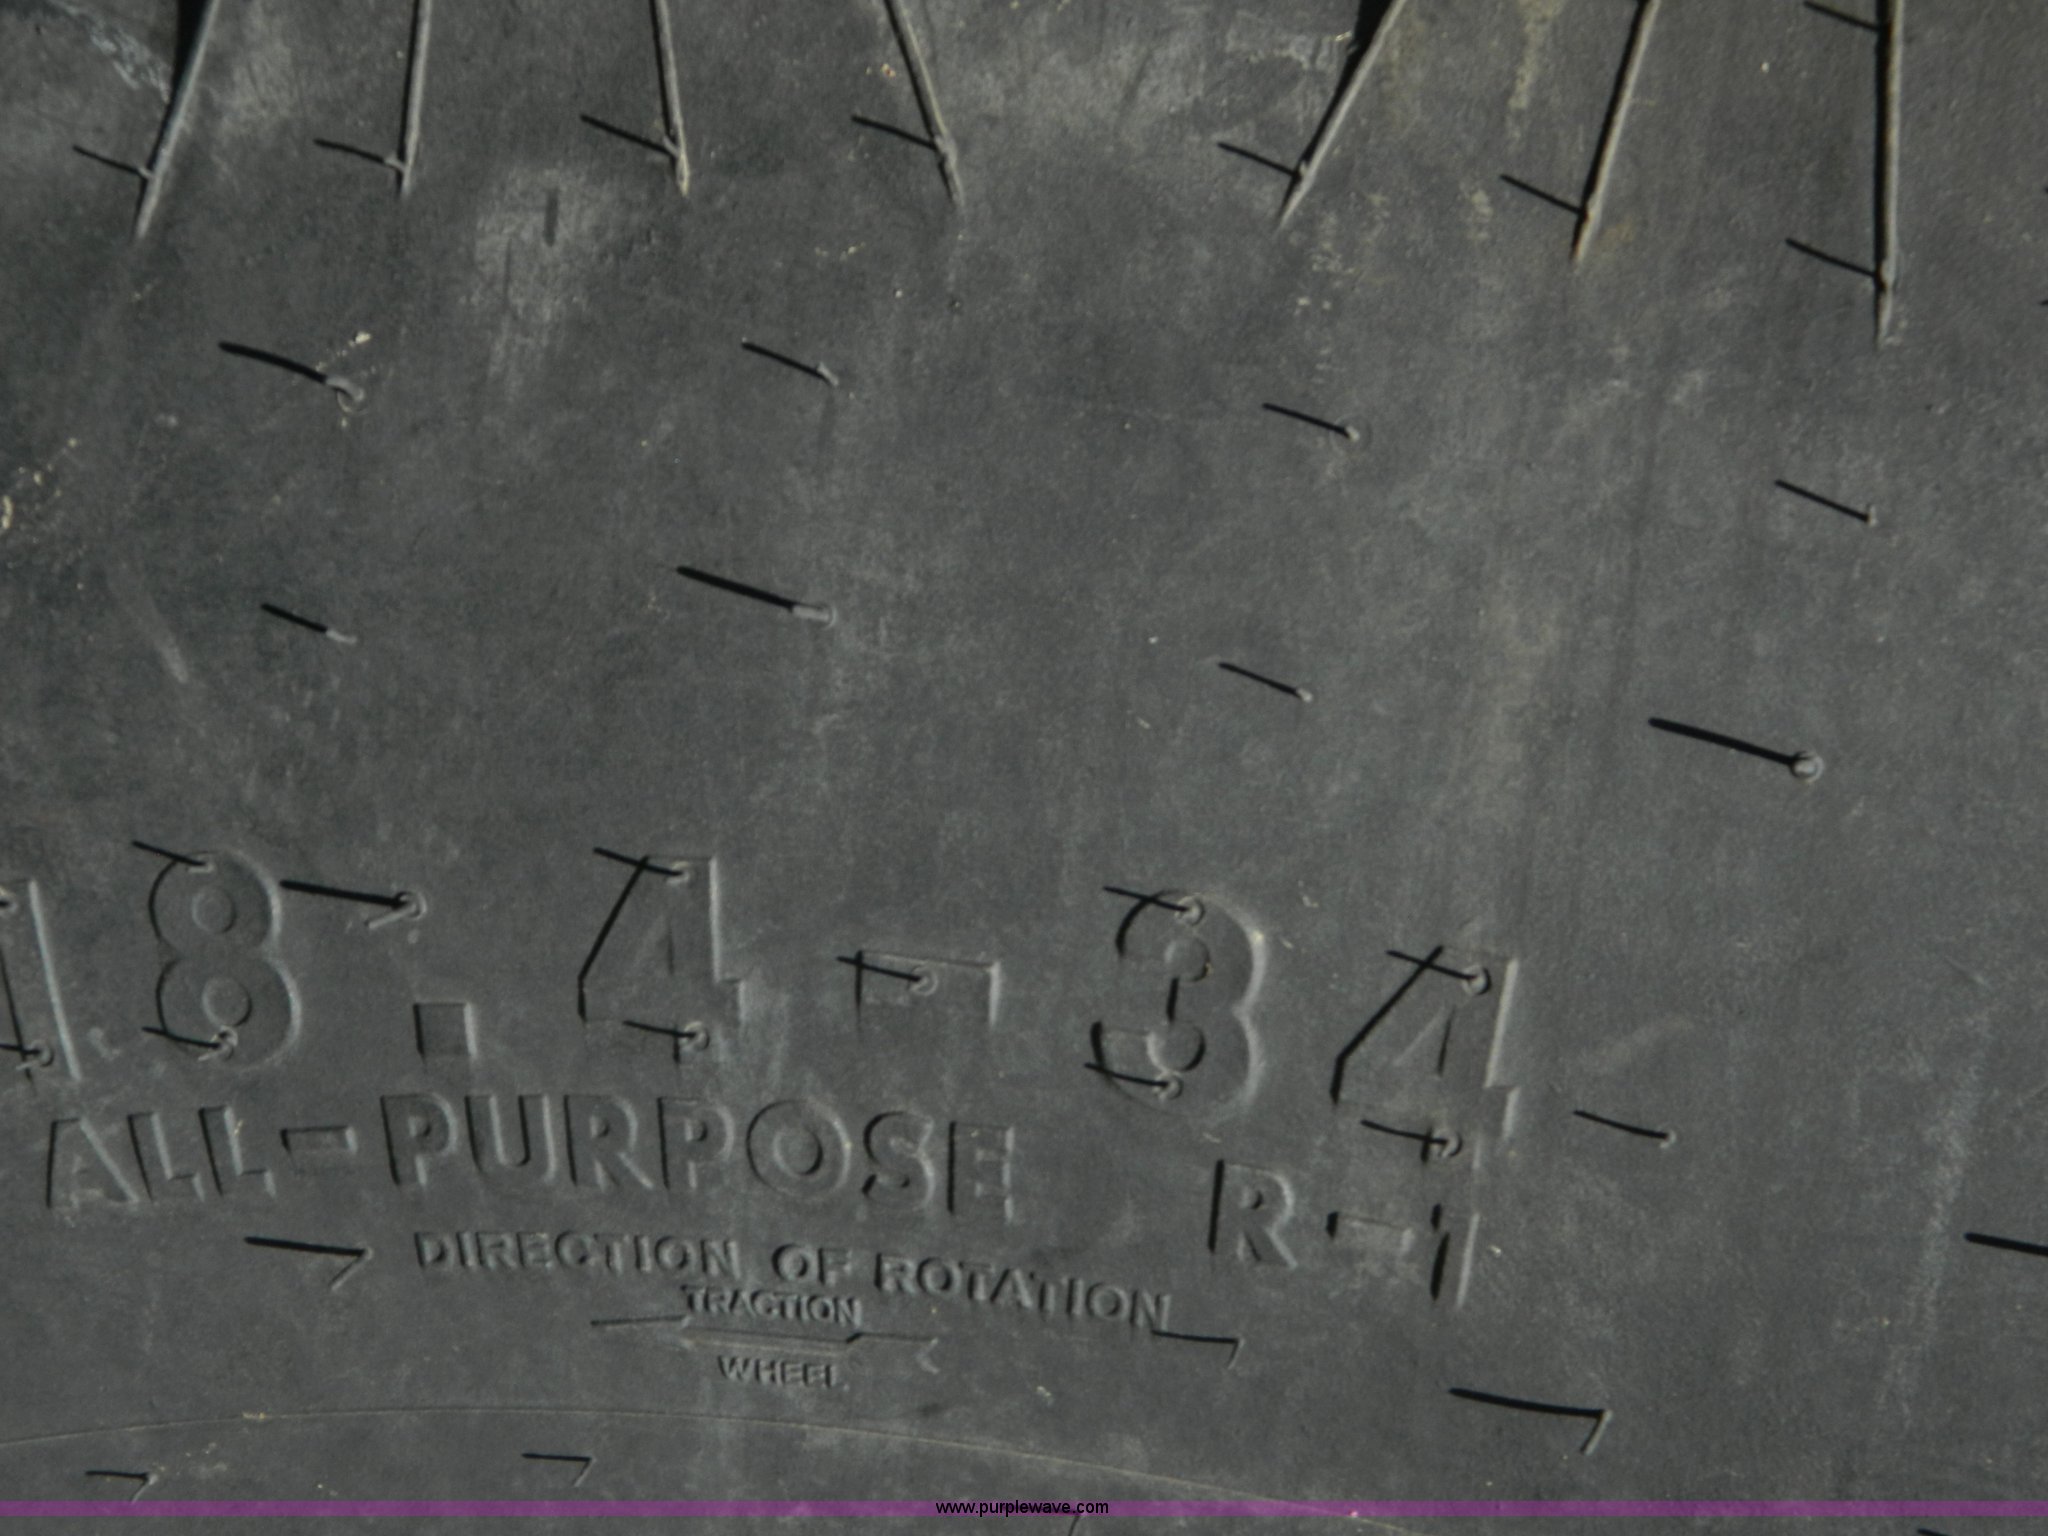 18.4-34
ALL-PURPOSE R-1
DIRECTION OF ROTATION
TRACTION
WHEEL
www.purplewave.com